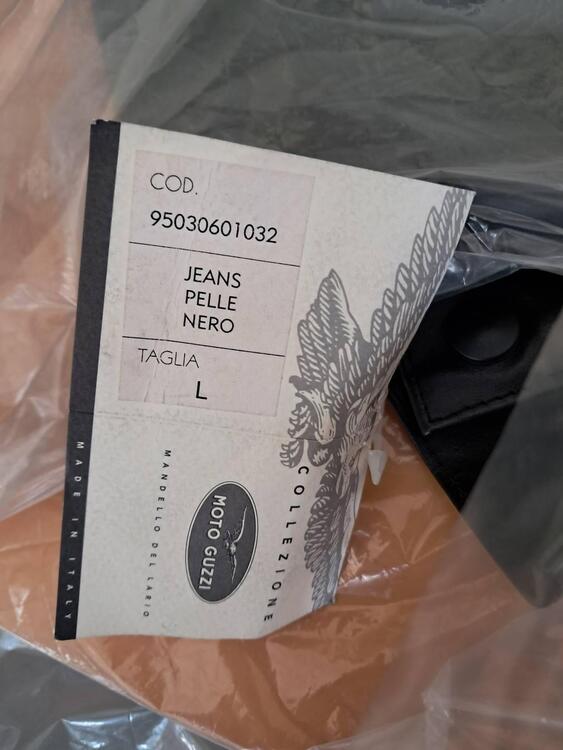 COD.
95030601032
JEANS
PELLE
NERO
TAGLIA
L
MADE IN ITALY
MANDELLO DEL LARIO
MOTO GUZZI
COLLEZIONE